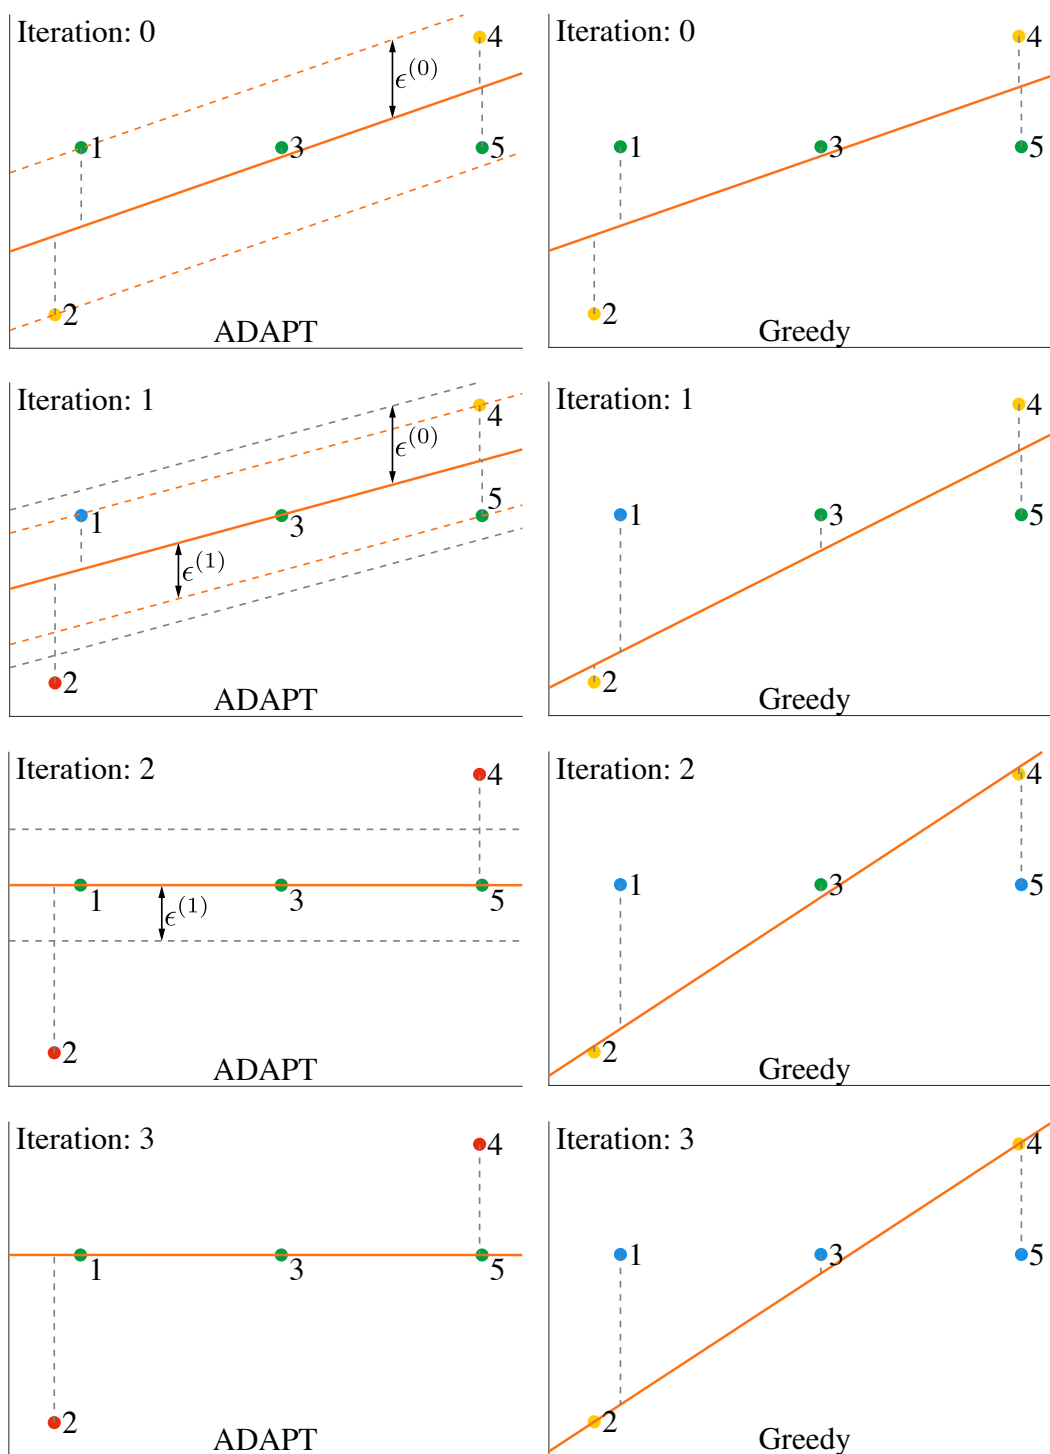 Iteration: 0
4
ϵ^(0)
1
3
5
2
ADAPT
Iteration: 0
4
1
3
5
2
Greedy
Iteration: 1
4
ϵ^(0)
5
1
3
ϵ^(1)
2
ADAPT
Iteration: 1
4
1
3
5
2
Greedy
Iteration: 2
4
1
3
5
ϵ^(1)
2
ADAPT
Iteration: 2
4
1
3
5
2
Greedy
Iteration: 3
4
1
3
5
2
ADAPT
Iteration: 3
4
1
3
5
2
Greedy